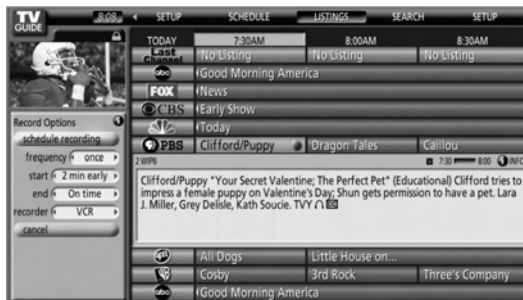 TV
GUIDE
8:08
SETUP SCHEDULE LISTINGS SEARCH SETUP
TODAY 7:30AM 8:00AM 8:30AM
Last
Channel No Listing No Listing No Listing
abc Good Morning America
FOX News
CBS Early Show
Today
PBS Clifford/Puppy Dragon Tales Caillou
2 WIPB 7:30 8:00 INFO
Clifford/Puppy "Your Secret Valentine; The Perfect Pet" (Educational) Clifford tries to
impress a female puppy on Valentine's Day; Shun gets permission to have a pet. Lara
J. Miller, Grey Delisle, Kath Soucie. TVY
Record Options
schedule recording
frequency once
start 2 min early
end On time
recorder VCR
cancel
All Dogs Little House on...
Cosby 3rd Rock Three's Company
abc Good Morning America